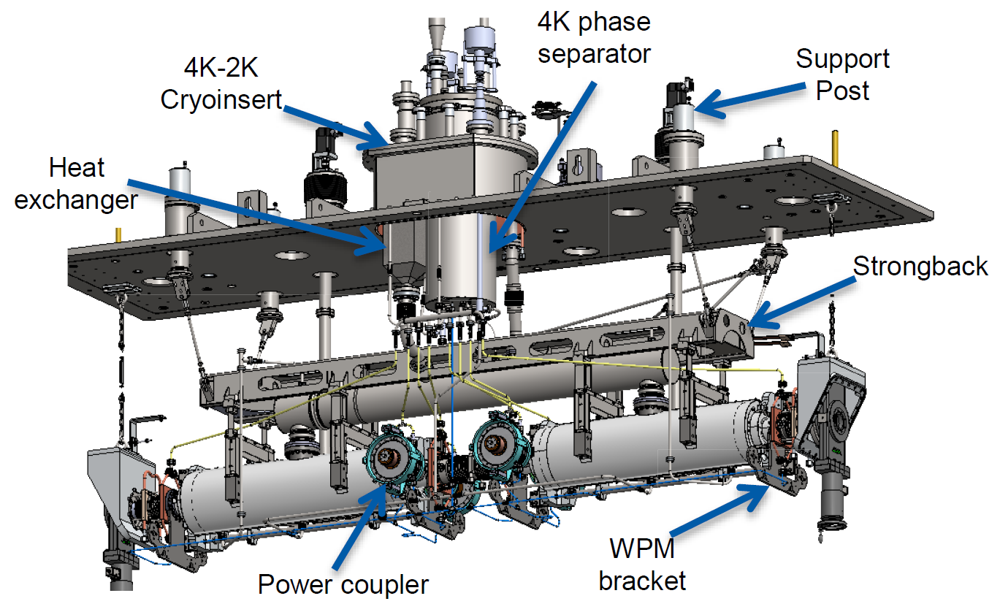 4K phase
separator
4K-2K
Cryoinsert
Support
Post
Heat
exchanger
Strongback
WPM
bracket
Power coupler